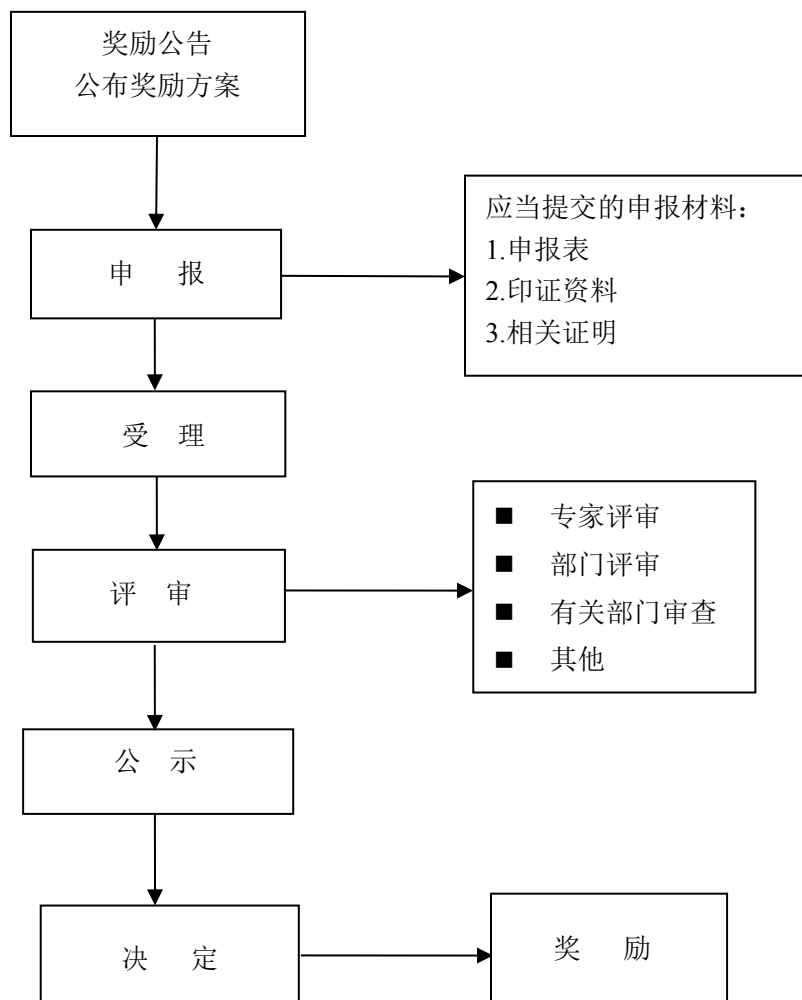 奖励公告
公布奖励方案
申 报
应当提交的申报材料：
1.申报表
2.印证资料
3.相关证明
受 理
评 审
■ 专家评审
■ 部门评审
■ 有关部门审查
■ 其他
公 示
决 定
奖 励